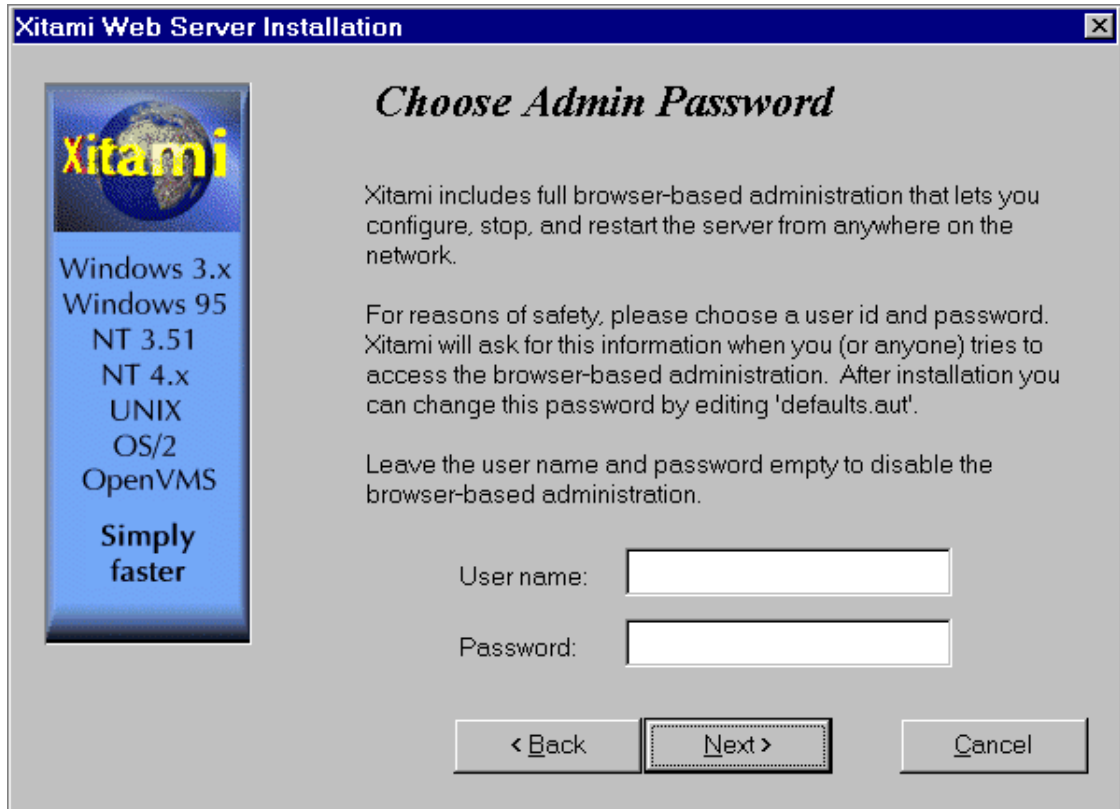 Xitami Web Server Installation
Xitami
Windows 3.x
Windows 95
NT 3.51
NT 4.x
UNIX
OS/2
OpenVMS
Simply
faster
Choose Admin Password
Xitami includes full browser-based administration that lets you
configure, stop, and restart the server from anywhere on the
network.
For reasons of safety, please choose a user id and password.
Xitami will ask for this information when you (or anyone) tries to
access the browser-based administration.  After installation you
can change this password by editing 'defaults.aut'.
Leave the user name and password empty to disable the
browser-based administration.
User name:
Password:
< Back
Next >
Cancel